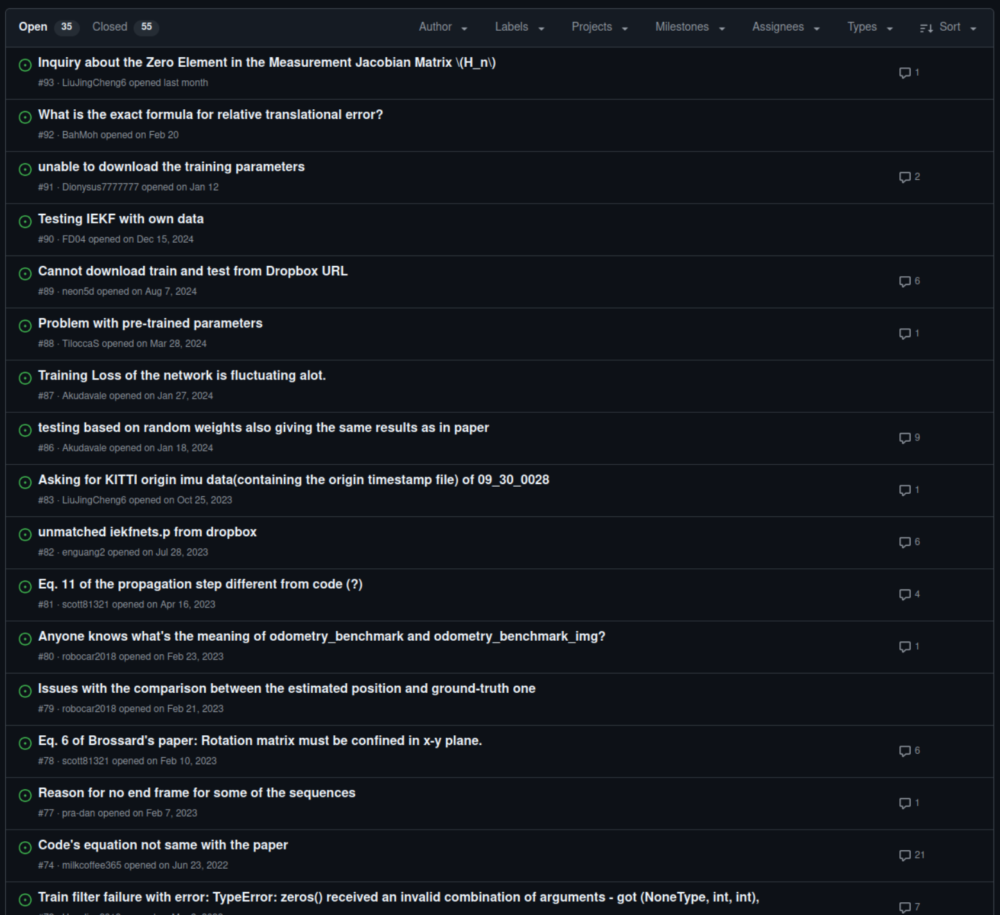 Open 35 Closed 55 Author Labels Projects Milestones Assignees Types Sort
Inquiry about the Zero Element in the Measurement Jacobian Matrix \(H_n\)
1
#93 · LiuJingCheng6 opened last month
What is the exact formula for relative translational error?
#92 · BahMoh opened on Feb 20
unable to download the training parameters
2
#91 · Dionysus7777777 opened on Jan 12
Testing IEKF with own data
#90 · FD04 opened on Dec 15, 2024
Cannot download train and test from Dropbox URL
6
#89 · neon5d opened on Aug 7, 2024
Problem with pre-trained parameters
1
#88 · TiloccaS opened on Mar 28, 2024
Training Loss of the network is fluctuating alot.
#87 · Akudavale opened on Jan 27, 2024
testing based on random weights also giving the same results as in paper
9
#86 · Akudavale opened on Jan 18, 2024
Asking for KITTI origin imu data(containing the origin timestamp file) of 09_30_0028
1
#83 · LiuJingCheng6 opened on Oct 25, 2023
unmatched iekfnets.p from dropbox
6
#82 · enguang2 opened on Jul 28, 2023
Eq. 11 of the propagation step different from code (?)
4
#81 · scott81321 opened on Apr 16, 2023
Anyone knows what's the meaning of odometry_benchmark and odometry_benchmark_img?
1
#80 · robocar2018 opened on Feb 23, 2023
Issues with the comparison between the estimated position and ground-truth one
#79 · robocar2018 opened on Feb 21, 2023
Eq. 6 of Brossard's paper: Rotation matrix must be confined in x-y plane.
6
#78 · scott81321 opened on Feb 10, 2023
Reason for no end frame for some of the sequences
1
#77 · pra-dan opened on Feb 7, 2023
Code's equation not same with the paper
21
#74 · milkcoffee365 opened on Jun 23, 2022
Train filter failure with error: TypeError: zeros() received an invalid combination of arguments - got (NoneType, int, int),
7